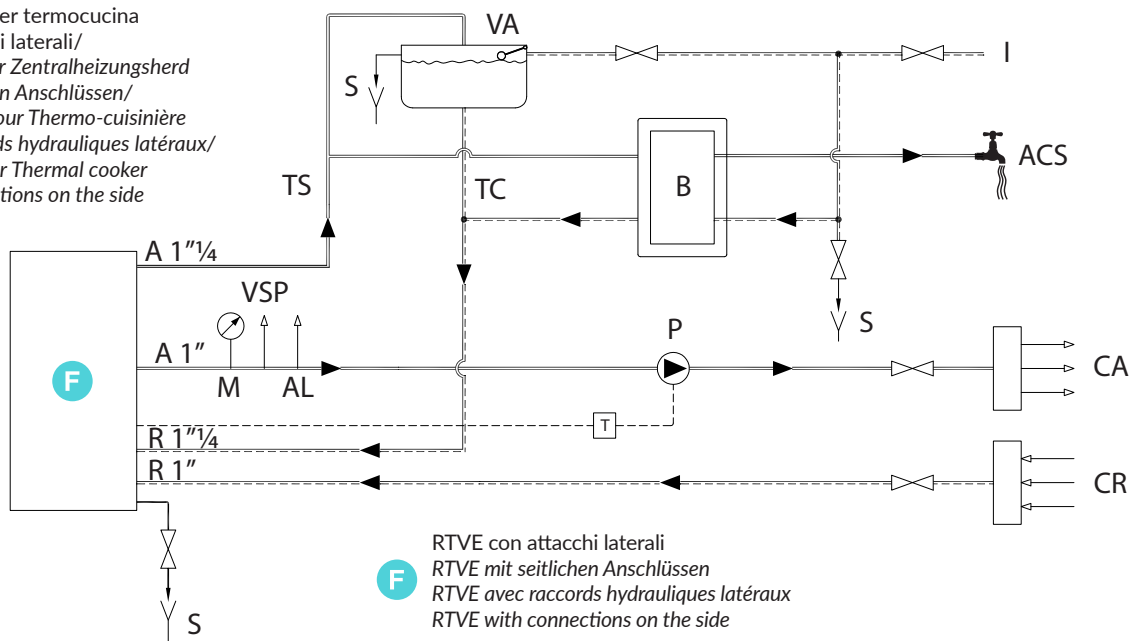 er termocucina
i laterali/
r Zentralheizungsherd
n Anschlüssen/
our Thermo-cuisinière
ds hydrauliques latéraux/
r Thermal cooker
tions on the side
VA
I
S
ACS
TS
TC
B
A 1"¼
VSP
S
P
A 1"
F
M
AL
CA
T
R 1"¼
R 1"
CR
S
F
RTVE con attacchi laterali
RTVE mit seitlichen Anschlüssen
RTVE avec raccords hydrauliques latéraux
RTVE with connections on the side